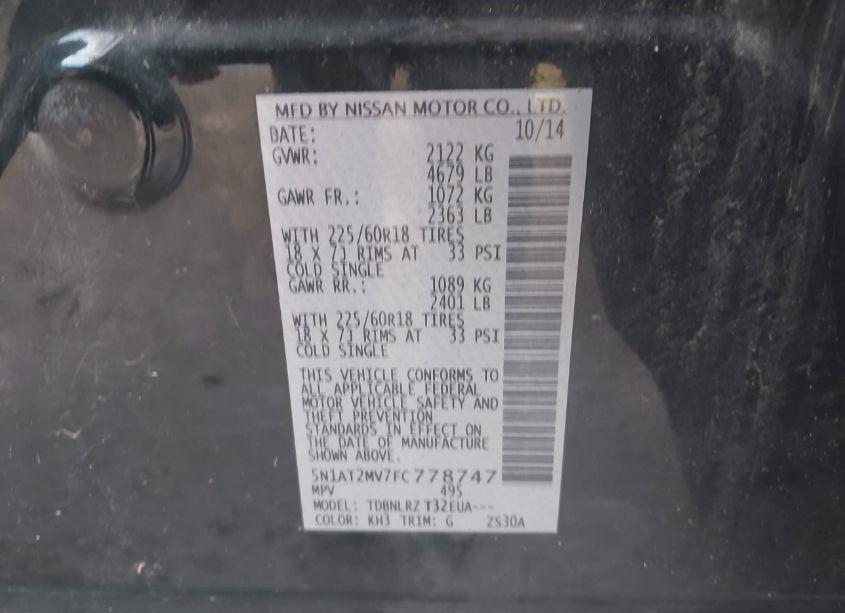 MFD BY NISSAN MOTOR CO., LTD.
DATE: 10/14
GVWR: 2122 KG
4679 LB
GAWR FR.: 1072 KG
2363 LB
WITH 225/60R18 TIRES
18 X 7J RIMS AT 33 PSI
COLD SINGLE
GAWR RR.: 1089 KG
2401 LB
WITH 225/60R18 TIRES
18 X 7J RIMS AT 33 PSI
COLD SINGLE
THIS VEHICLE CONFORMS TO
ALL APPLICABLE FEDERAL
MOTOR VEHICLE SAFETY AND
THEFT PREVENTION
STANDARDS IN EFFECT ON
THE DATE OF MANUFACTURE
SHOWN ABOVE.
5N1AT2MV7FC778747
MPV 495
MODEL: TDBNLRZ T32EUA---
COLOR: KH3 TRIM: G ZS30A